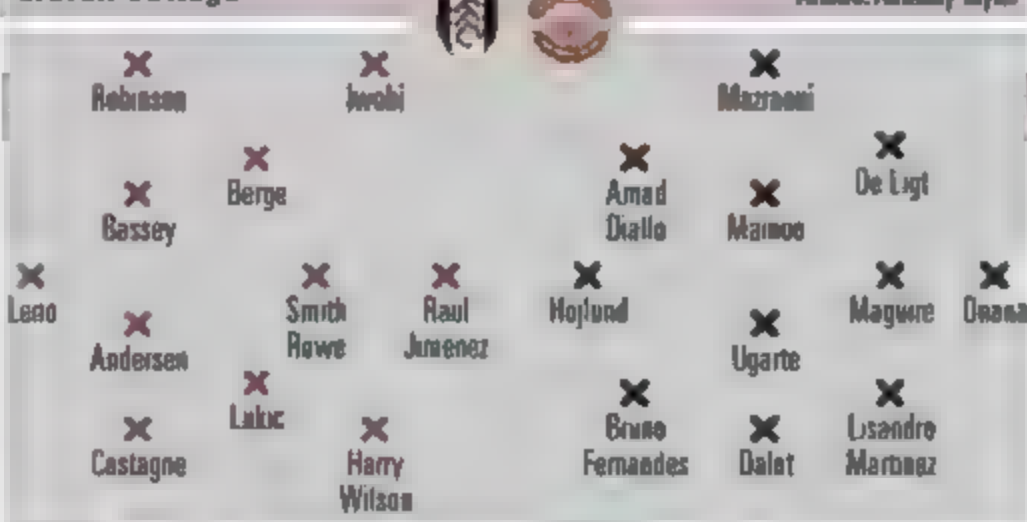 Robinson
Iwobi
Mazraoui
Berge
Bassey
Amad
Diallo
Mainoo
De Ligt
Leno
Smith
Rowe
Raul
Jimenez
Hojlund
Maguire
Onana
Andersen
Ugarte
Lukic
Castagne
Harry
Wilson
Bruno
Fernandes
Dalot
Lisandro
Martinez